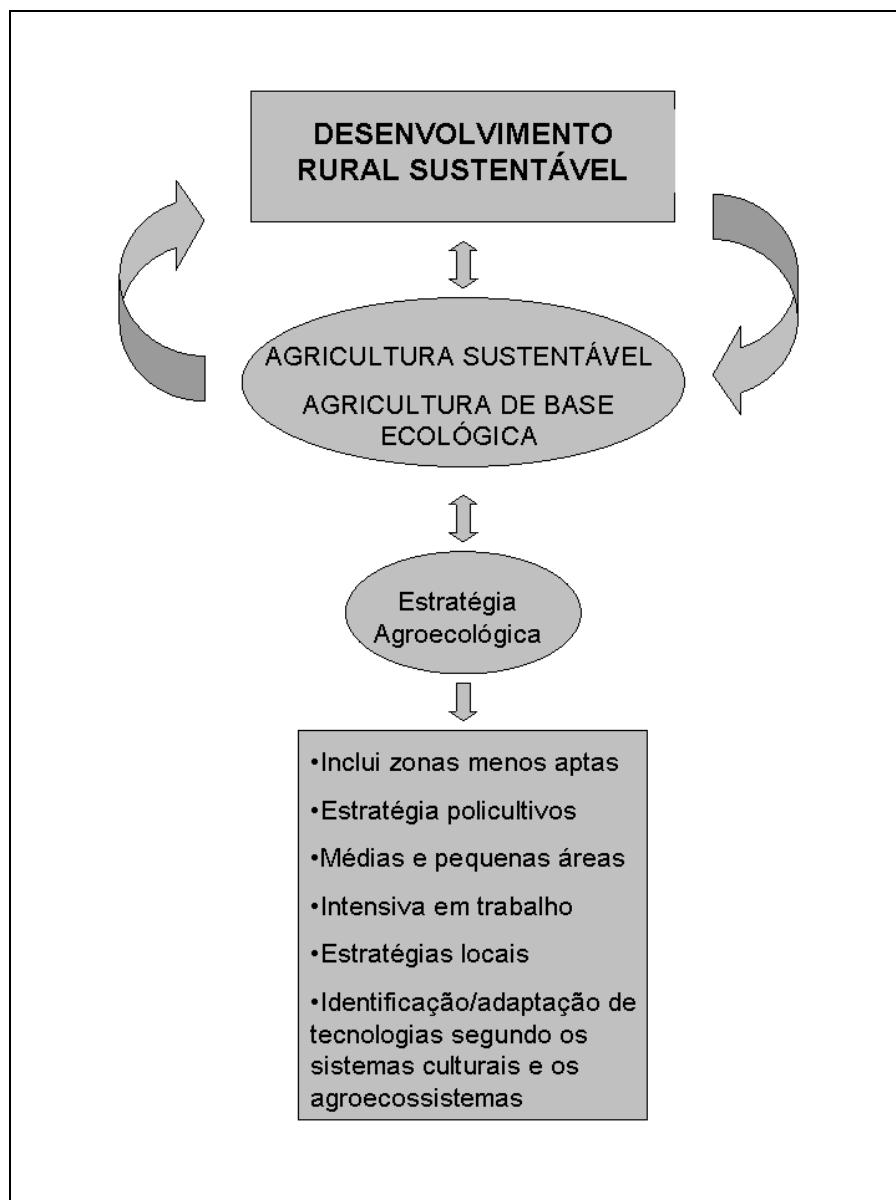 DESENVOLVIMENTO
RURAL SUSTENTÁVEL
AGRICULTURA SUSTENTÁVEL
AGRICULTURA DE BASE
ECOLÓGICA
Estratégia
Agroecológica
•Inclui zonas menos aptas
•Estratégia policultivos
•Médias e pequenas áreas
•Intensiva em trabalho
•Estratégias locais
•Identificação/adaptação de
tecnologias segundo os
sistemas culturais e os
agroecossistemas